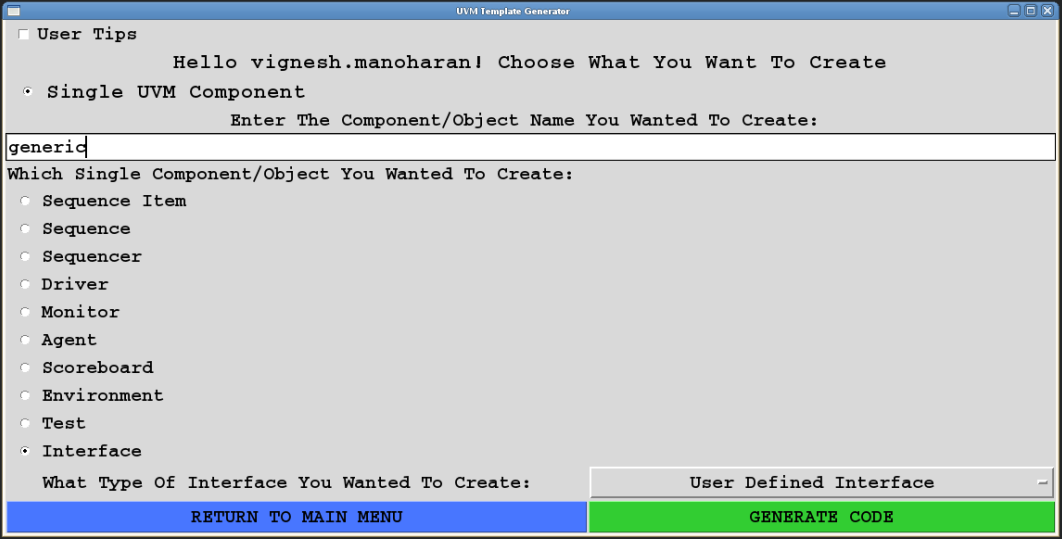 UVM Template Generator
User Tips
Hello vignesh.manoharan! Choose What You Want To Create
Single UVM Component
Enter The Component/Object Name You Wanted To Create:
generic
Which Single Component/Object You Wanted To Create:
Sequence Item
Sequence
Sequencer
Driver
Monitor
Agent
Scoreboard
Environment
Test
Interface
What Type Of Interface You Wanted To Create: User Defined Interface
RETURN TO MAIN MENU GENERATE CODE